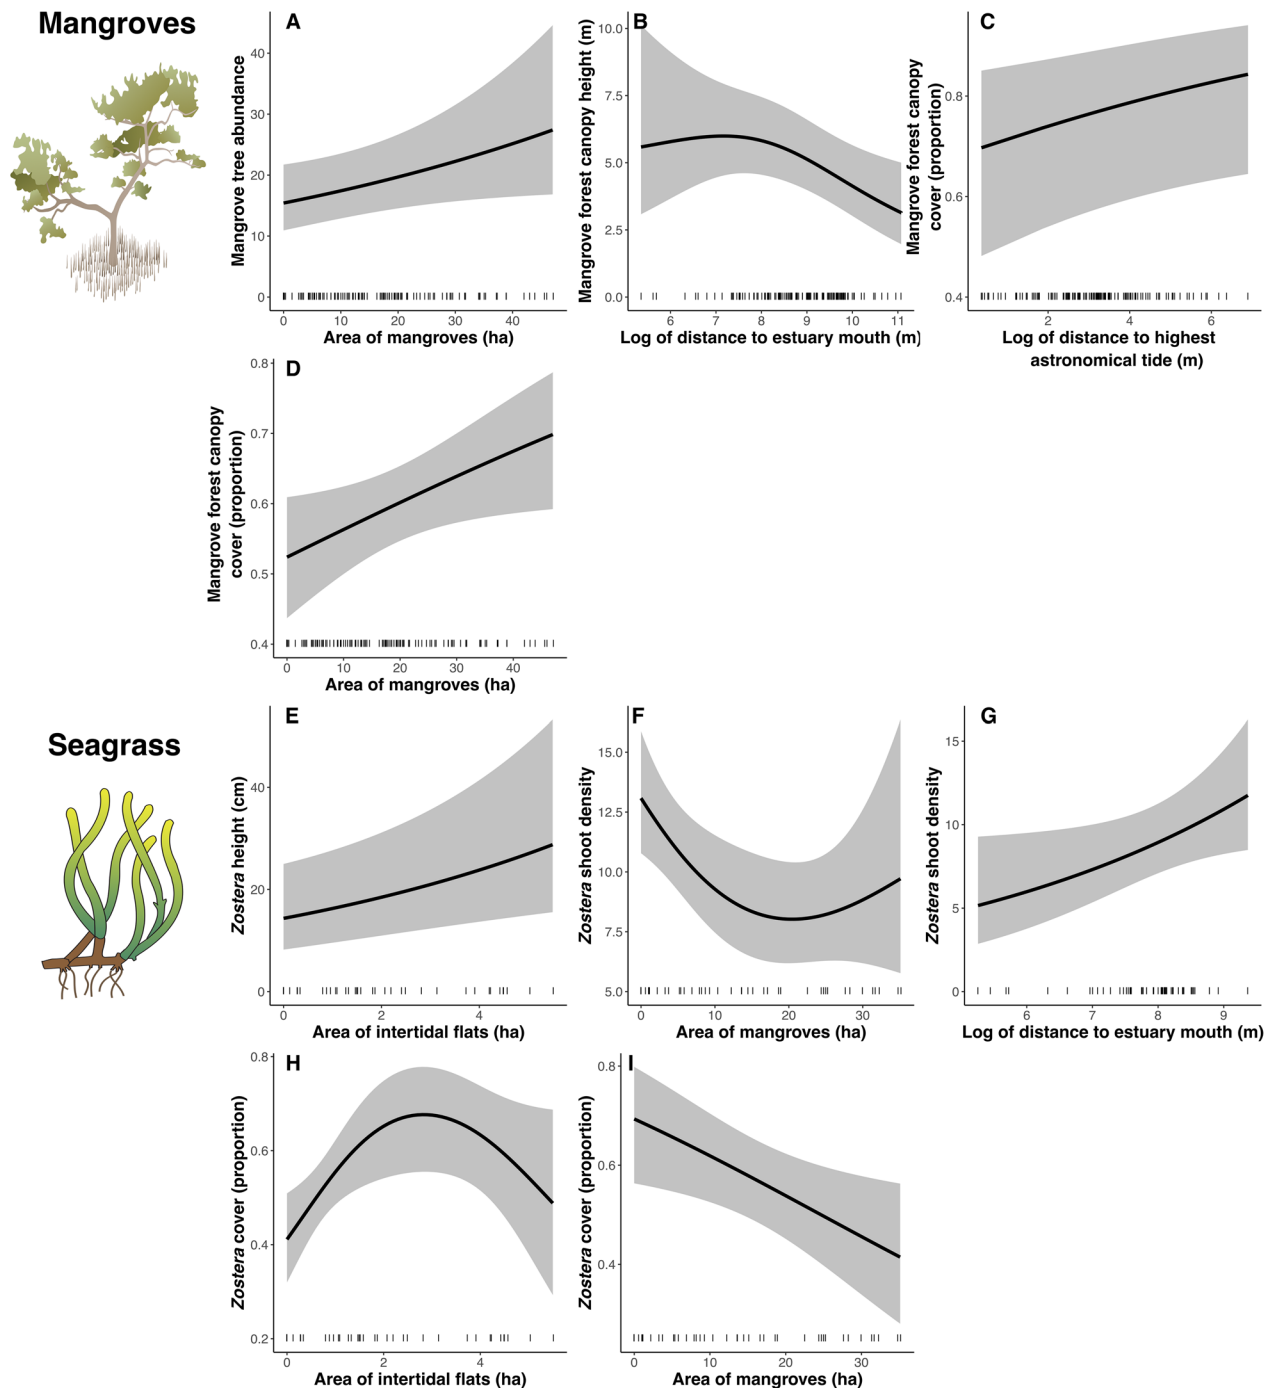 Mangroves
A
Mangrove tree abundance
40
30
20
10
0
0 10 20 30 40
Area of mangroves (ha)
B
Mangrove forest canopy height (m)
10.0
7.5
5.0
2.5
0.0
6 7 8 9 10 11
Log of distance to estuary mouth (m)
C
Mangrove forest canopy
cover (proportion)
0.8
0.6
0.4
2 4 6
Log of distance to highest
astronomical tide (m)
D
Mangrove forest canopy
cover (proportion)
0.8
0.7
0.6
0.5
0.4
0 10 20 30 40
Area of mangroves (ha)
Seagrass
E
Zostera height (cm)
40
20
0
0 2 4
Area of intertidal flats (ha)
F
Zostera shoot density
15.0
12.5
10.0
7.5
5.0
0 10 20 30
Area of mangroves (ha)
G
Zostera shoot density
15
10
5
0
6 7 8 9
Log of distance to estuary mouth (m)
H
Zostera cover (proportion)
0.8
0.6
0.4
0.2
0 2 4
Area of intertidal flats (ha)
I
Zostera cover (proportion)
0.8
0.6
0.4
0 10 20 30
Area of mangroves (ha)